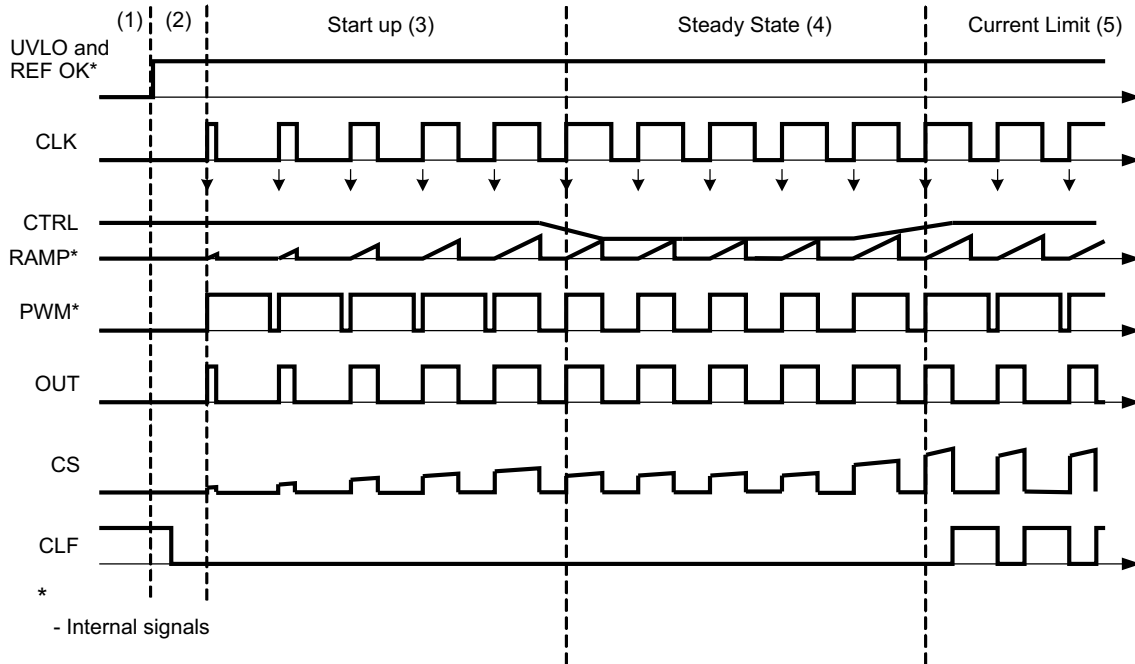 (1) (2) Start up (3) Steady State (4) Current Limit (5)
UVLO and
REF OK*
CLK
CTRL
RAMP*
PWM*
OUT
CS
CLF
*
- Internal signals